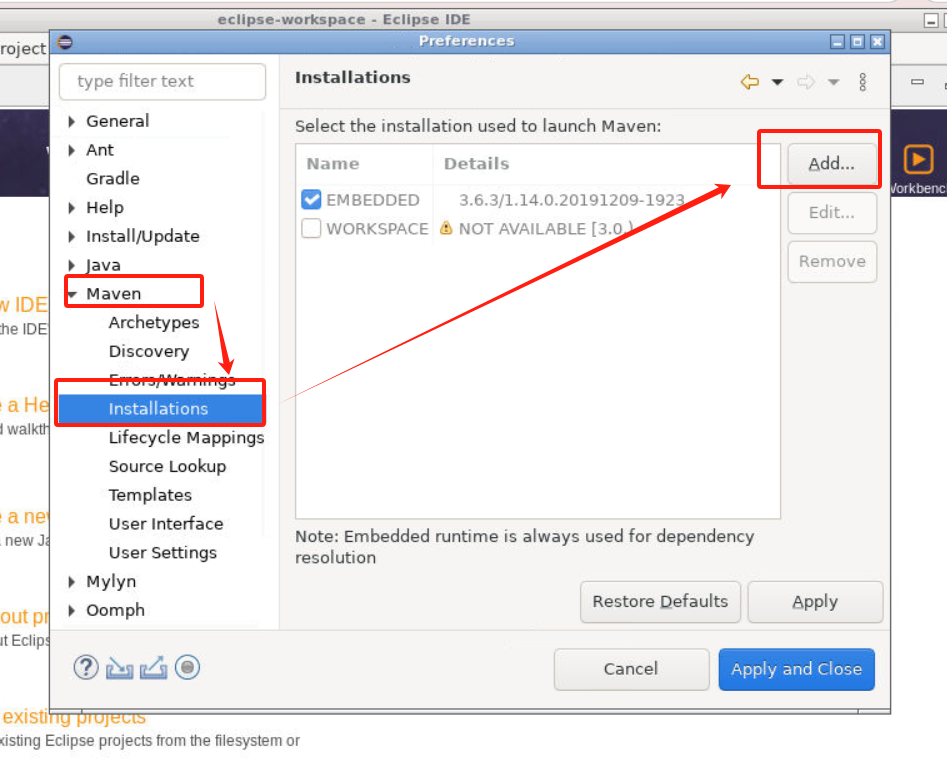 eclipse-workspace - Eclipse IDE
roject
Preferences
type filter text
Installations
General
Ant
Gradle
Help
Install/Update
Java
Maven
Archetypes
Discovery
Errors/Warnings
Installations
Lifecycle Mappings
Source Lookup
Templates
User Interface
User Settings
Mylyn
Oomph
Select the installation used to launch Maven:
Name Details
EMBEDDED 3.6.3/1.14.0.20191209-1923
WORKSPACE NOT AVAILABLE [3.0,)
Add...
Edit...
Remove
Note: Embedded runtime is always used for dependency
resolution
Restore Defaults
Apply
Cancel
Apply and Close
Workbenc
w IDE
the IDE
e a He
d walkth
e a new
a new Ja
out pr
ut Eclips
existing projects
xisting Eclipse projects from the filesystem or